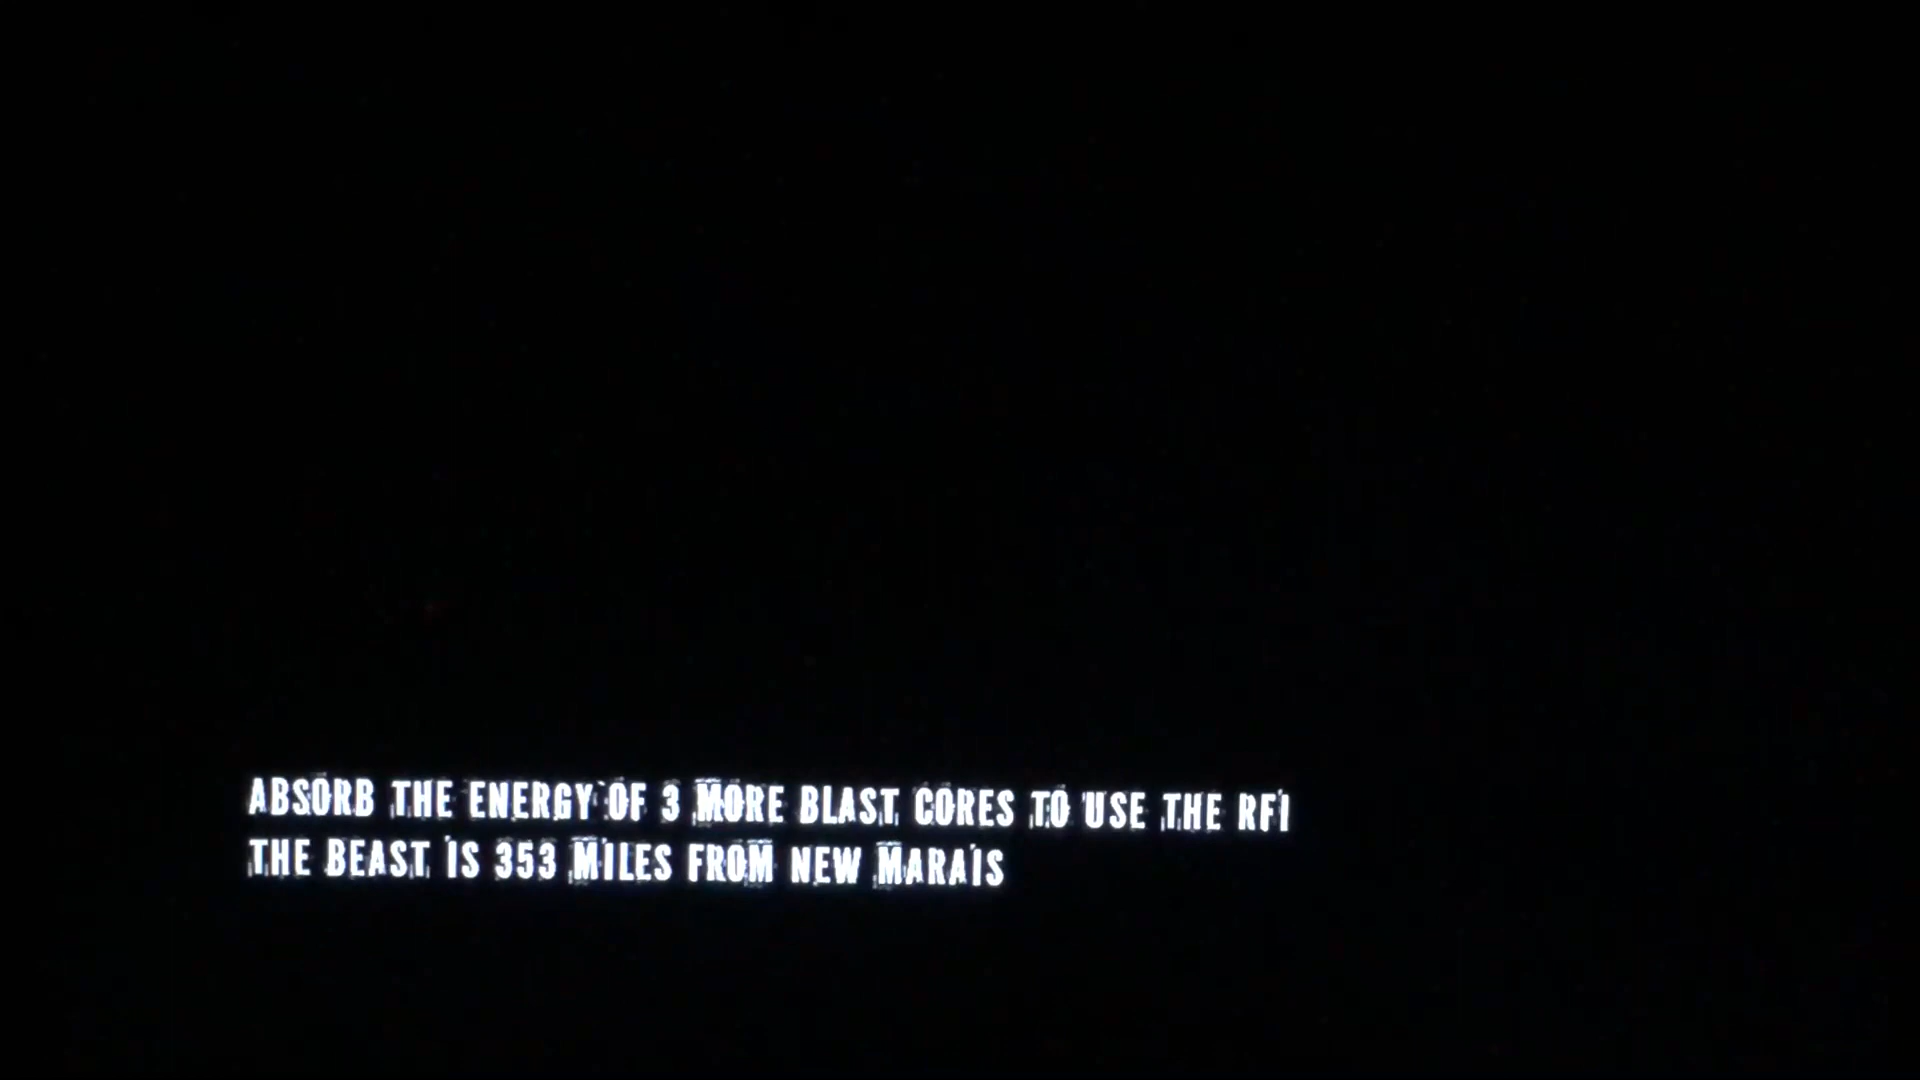 ABSORB THE ENERGY OF 3 MORE BLAST CORES TO USE THE RFI
THE BEAST IS 353 MILES FROM NEW MARAIS